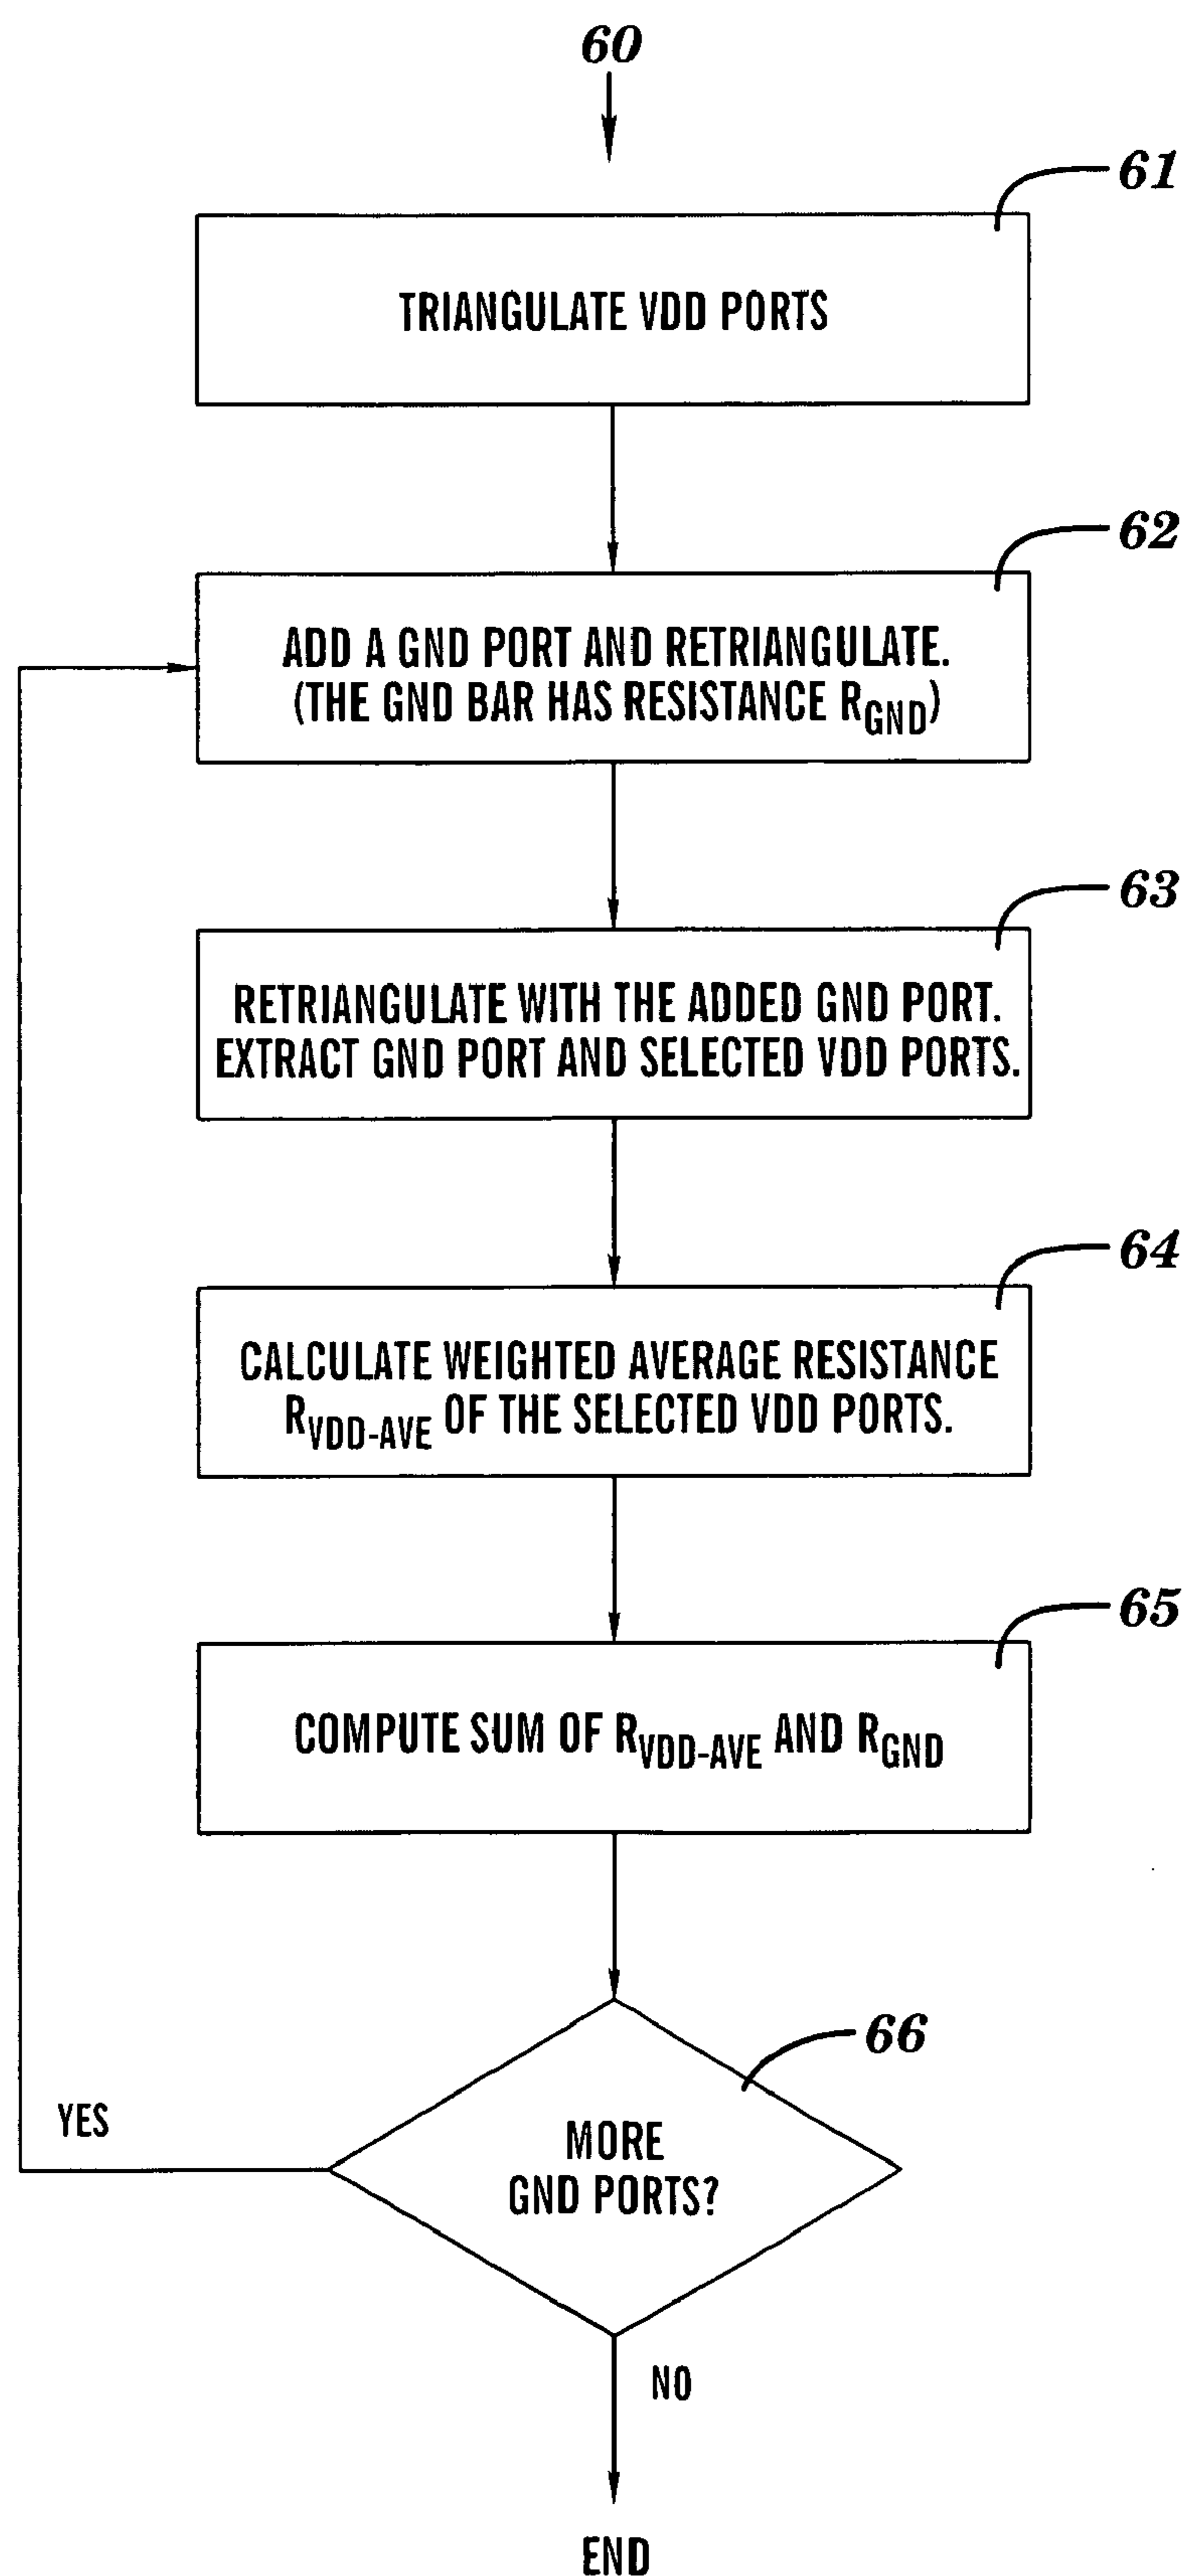 60
61
TRIANGULATE VDD PORTS
62
ADD A GND PORT AND RETRIANGULATE.
(THE GND BAR HAS RESISTANCE RGND)
63
RETRIANGULATE WITH THE ADDED GND PORT.
EXTRACT GND PORT AND SELECTED VDD PORTS.
64
CALCULATE WEIGHTED AVERAGE RESISTANCE
RVDD-AVE OF THE SELECTED VDD PORTS.
65
COMPUTE SUM OF RVDD-AVE AND RGND
66
YES
MORE
GND PORTS?
NO
END